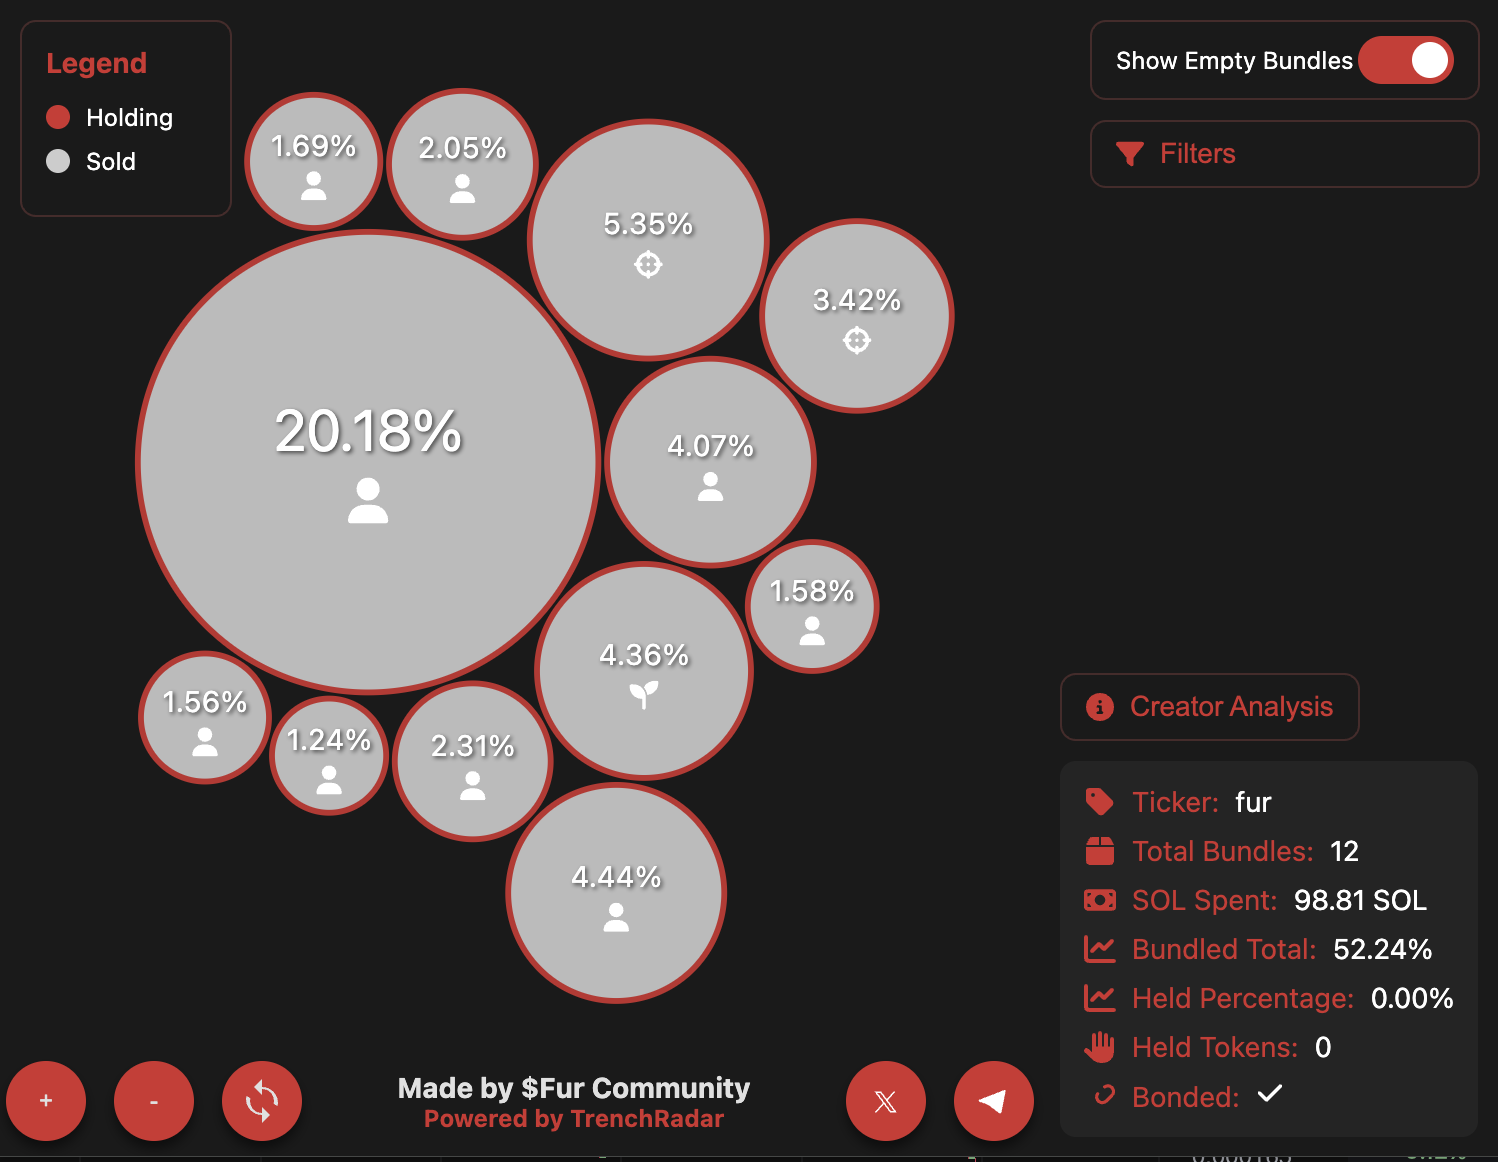 Legend
Holding
Sold
Show Empty Bundles
Filters
1.69%
2.05%
5.35%
3.42%
20.18%
4.07%
1.58%
4.36%
1.56%
1.24%
2.31%
4.44%
Creator Analysis
Ticker: fur
Total Bundles: 12
SOL Spent: 98.81 SOL
Bundled Total: 52.24%
Held Percentage: 0.00%
Held Tokens: 0
Bonded:
+
-
Made by $Fur Community
Powered by TrenchRadar
X